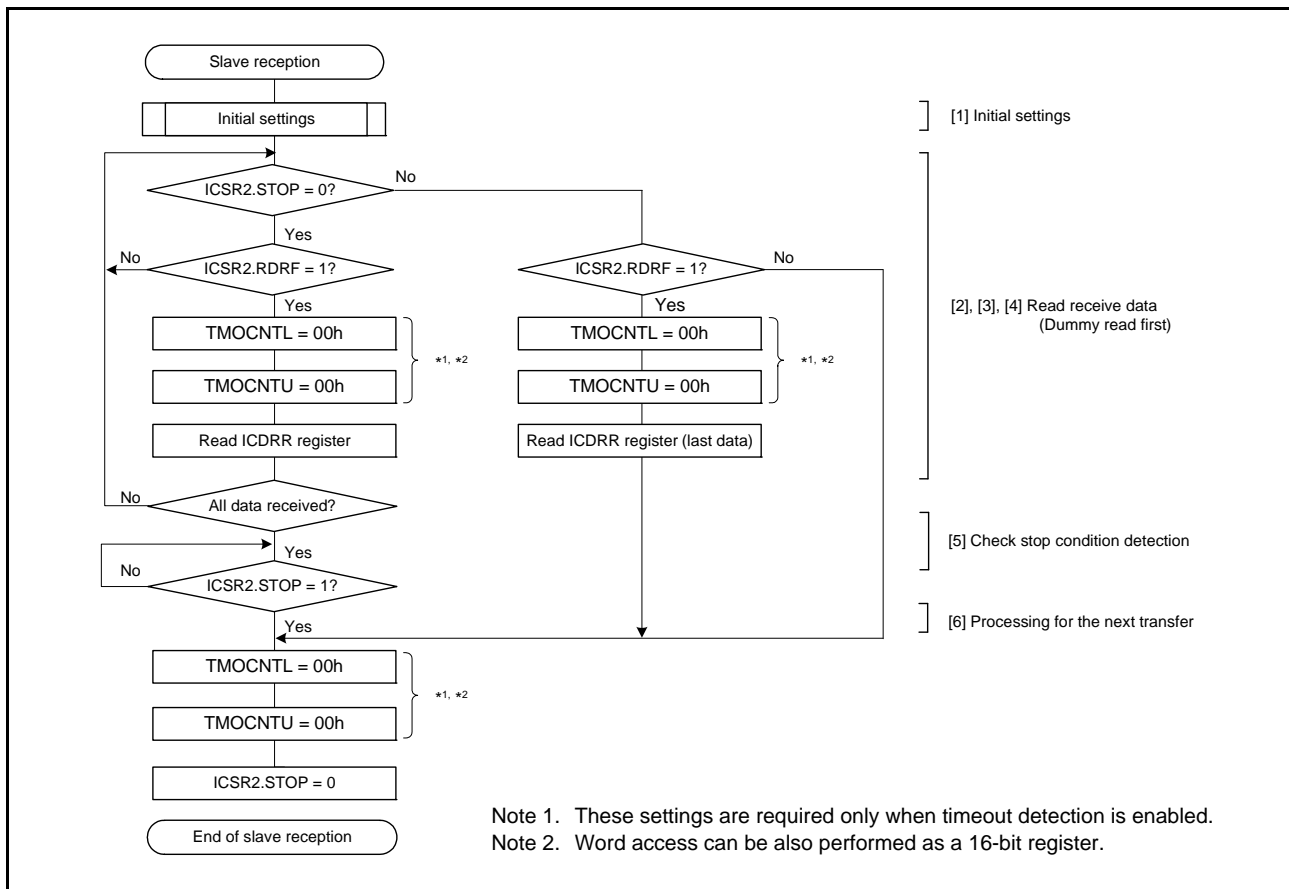 Slave reception
Initial settings
[1] Initial settings
ICSR2.STOP = 0?
No
Yes
No
ICSR2.RDRF = 1?
ICSR2.RDRF = 1?
No
Yes
Yes
[2], [3], [4] Read receive data
(Dummy read first)
TMOCNTL = 00h
TMOCNTL = 00h
*1, *2
*1, *2
TMOCNTU = 00h
TMOCNTU = 00h
Read ICDRR register
Read ICDRR register (last data)
No
All data received?
Yes
[5] Check stop condition detection
No
ICSR2.STOP = 1?
Yes
[6] Processing for the next transfer
TMOCNTL = 00h
*1, *2
TMOCNTU = 00h
ICSR2.STOP = 0
End of slave reception
Note 1. These settings are required only when timeout detection is enabled.
Note 2. Word access can be also performed as a 16-bit register.